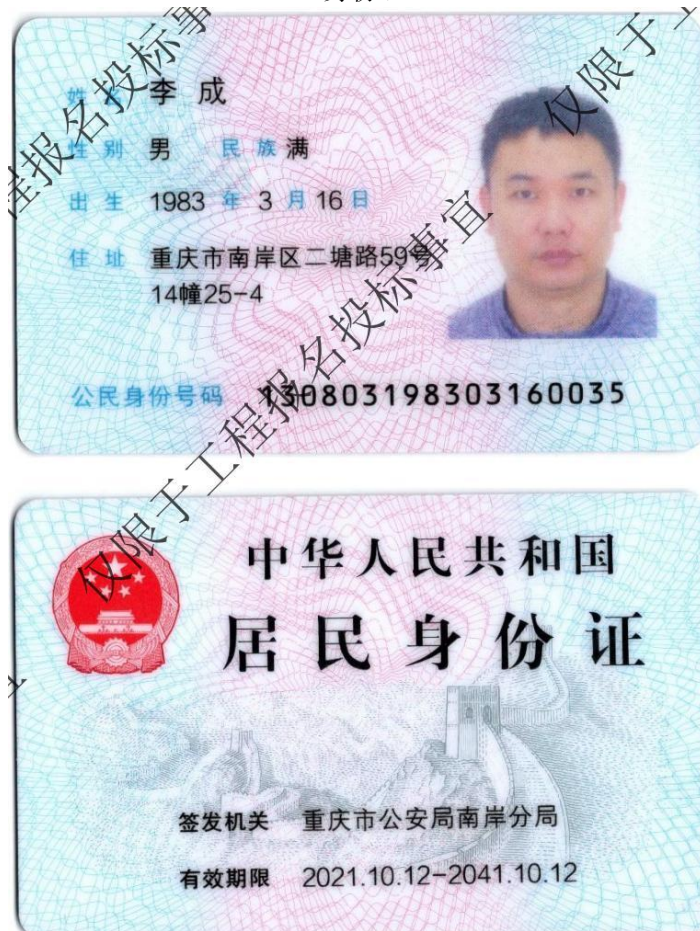 姓名 李成
性别 男 民族 满
出生 1983 年 3 月 16 日
住址 重庆市南岸区二塘路59号
14幢25-4
公民身份号码 130803198303160035
仅限于工程报名投标事宜
中华人民共和国
居民身份证
签发机关 重庆市公安局南岸分局
有效期限 2021.10.12-2041.10.12